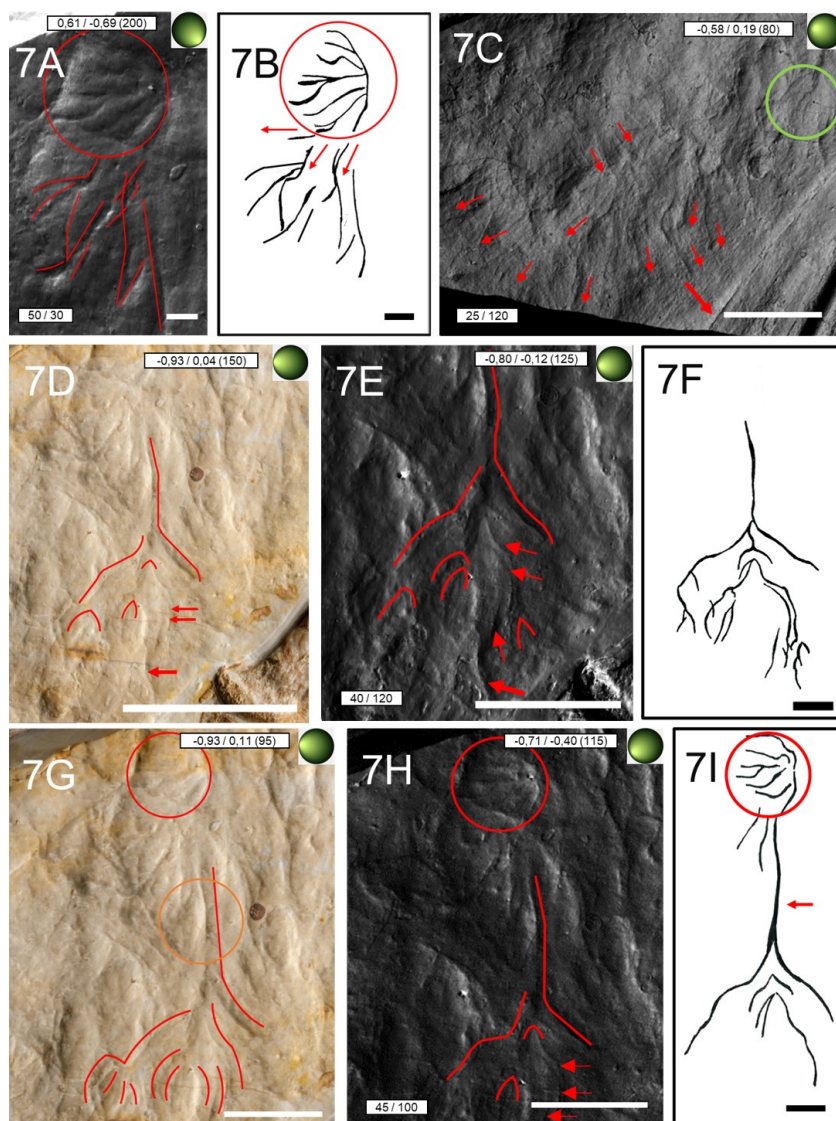 0,61 / -0,69 (200)
7A
50 / 30
7B
-0,58 / 0,19 (80)
7C
25 / 120
-0,93 / 0,04 (150)
7D
-0,80 / -0,12 (125)
7E
40 / 120
7F
-0,93 / 0,11 (95)
7G
-0,71 / -0,40 (115)
7H
45 / 100
7I